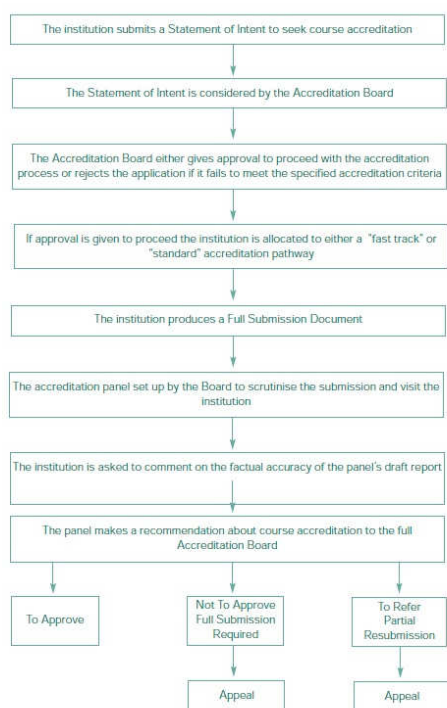 The institution submits a Statement of Intent to seek course accreditation
The Statement of Intent is considered by the Accreditation Board
The Accreditation Board either gives approval to proceed with the accreditation
process or rejects the application if it fails to meet the specified accreditation criteria
If approval is given to proceed the institution is allocated to either a "fast track" or
"standard" accreditation pathway
The institution produces a Full Submission Document
The accreditation panel set up by the Board to scrutinise the submission and visit the
institution
The institution is asked to comment on the factual accuracy of the panel's draft report
The panel makes a recommendation about course accreditation to the full
Accreditation Board
To Approve
Not To Approve
Full Submission
Required
To Refer
Partial
Resubmission
Appeal
Appeal